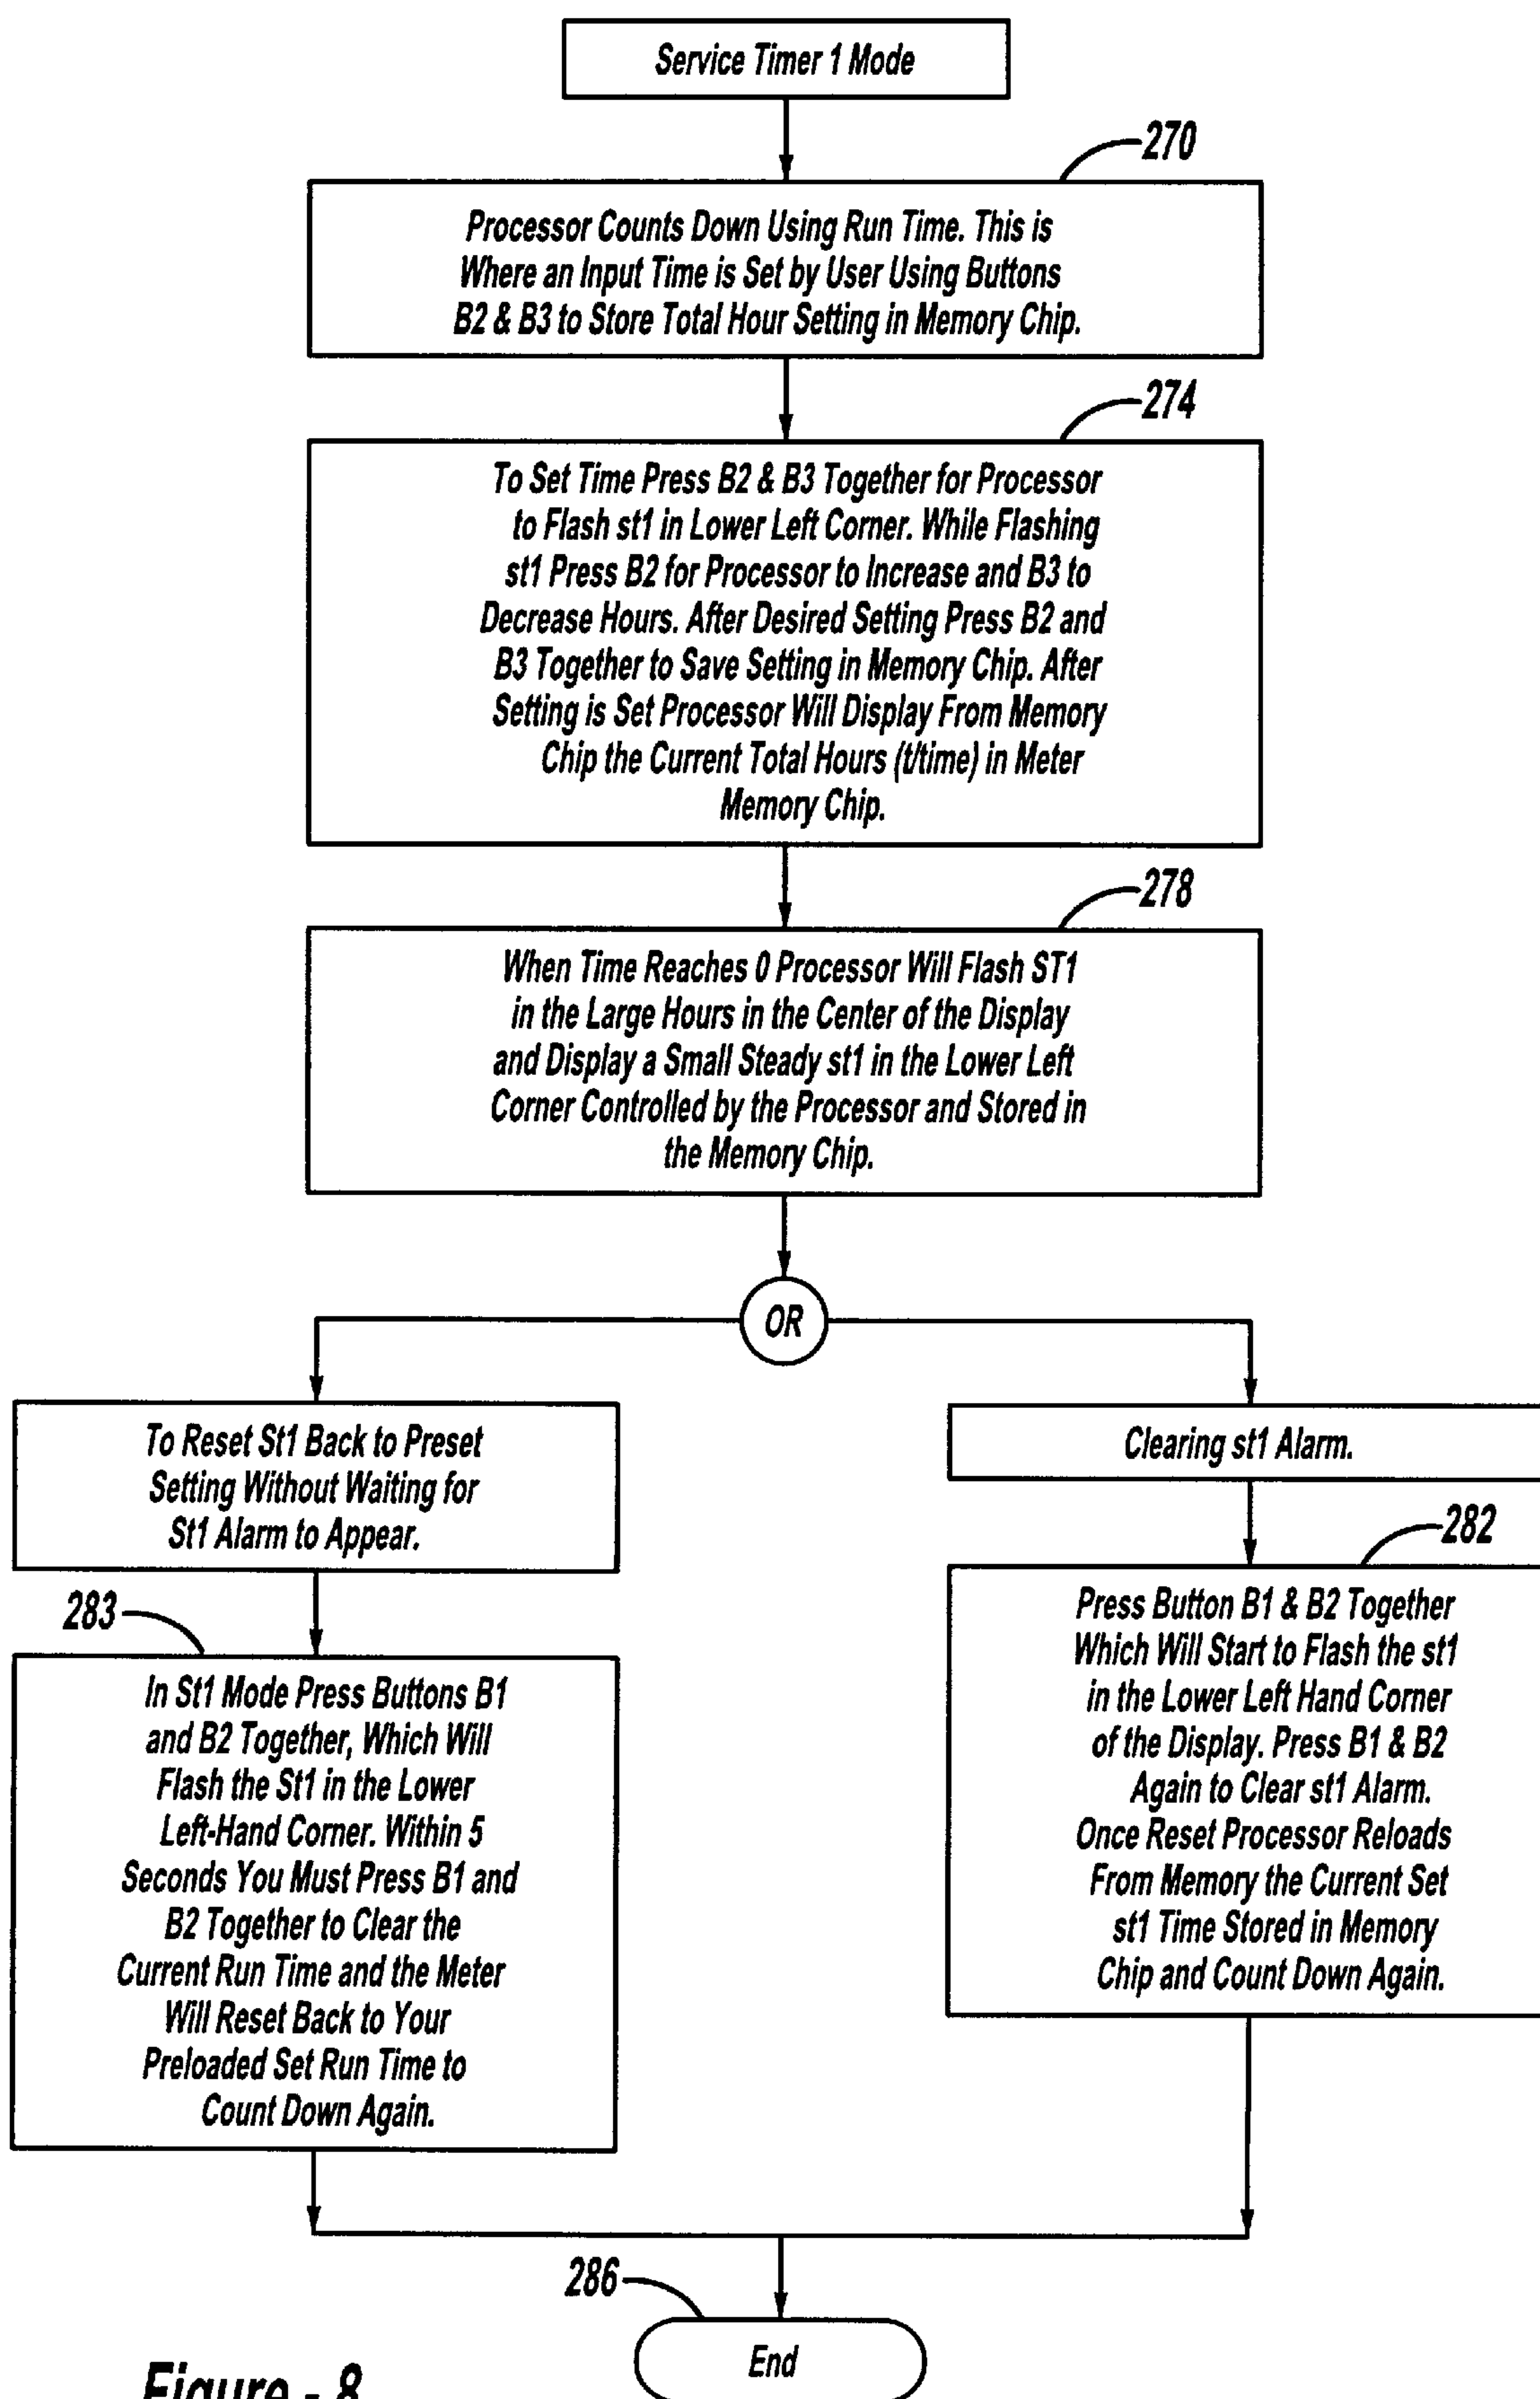 Service Timer 1 Mode
270
Processor Counts Down Using Run Time. This is
Where an Input Time is Set by User Using Buttons
B2 & B3 to Store Total Hour Setting in Memory Chip.
274
To Set Time Press B2 & B3 Together for Processor
to Flash st1 in Lower Left Corner. While Flashing
st1 Press B2 for Processor to Increase and B3 to
Decrease Hours. After Desired Setting Press B2 and
B3 Together to Save Setting in Memory Chip. After
Setting is Set Processor Will Display From Memory
Chip the Current Total Hours (t/time) in Meter
Memory Chip.
278
When Time Reaches 0 Processor Will Flash ST1
in the Large Hours in the Center of the Display
and Display a Small Steady st1 in the Lower Left
Corner Controlled by the Processor and Stored in
the Memory Chip.
OR
To Reset St1 Back to Preset
Setting Without Waiting for
St1 Alarm to Appear.
283
In St1 Mode Press Buttons B1
and B2 Together, Which Will
Flash the St1 in the Lower
Left-Hand Corner. Within 5
Seconds You Must Press B1 and
B2 Together to Clear the
Current Run Time and the Meter
Will Reset Back to Your
Preloaded Set Run Time to
Count Down Again.
Clearing st1 Alarm.
282
Press Button B1 & B2 Together
Which Will Start to Flash the st1
in the Lower Left Hand Corner
of the Display. Press B1 & B2
Again to Clear st1 Alarm.
Once Reset Processor Reloads
From Memory the Current Set
st1 Time Stored in Memory
Chip and Count Down Again.
286
End
Figure - 8